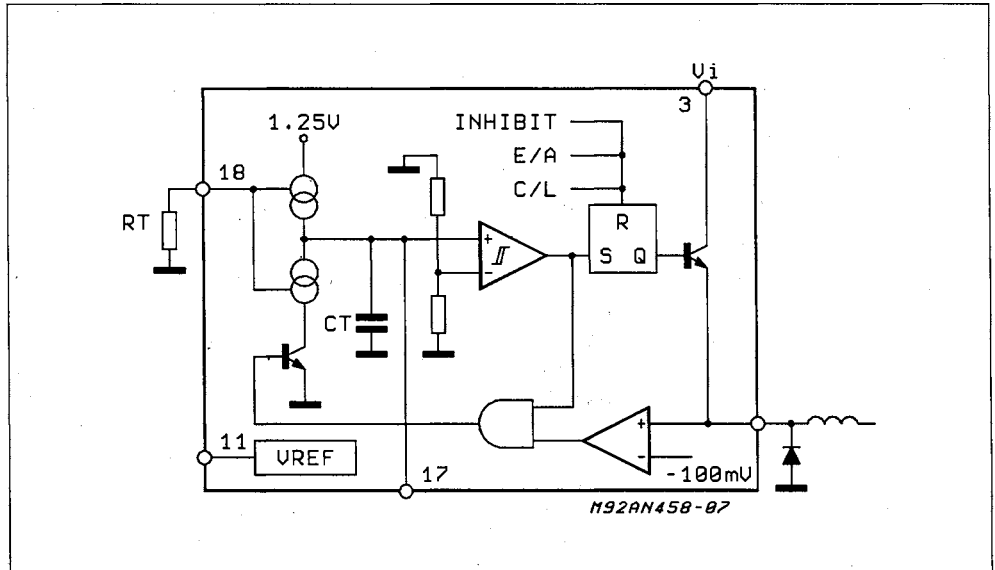 Vi
3
1.25V
INHIBIT
E/A
C/L
18
RT
R
S Q
+
-
CT
11
VREF
17
+
-
-100mV
M92AN458-07